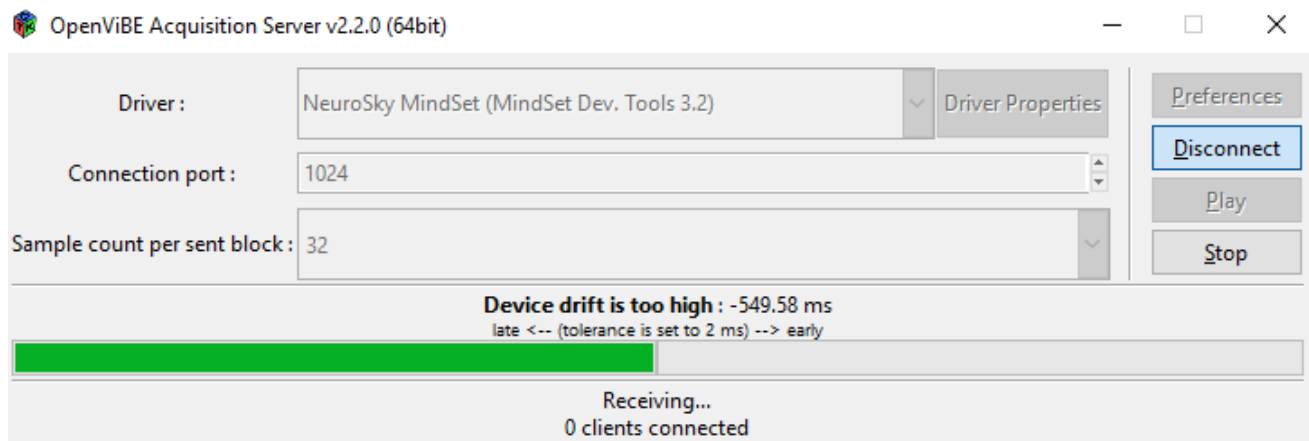 OpenViBE Acquisition Server v2.2.0 (64bit)
Driver :
NeuroSky MindSet (MindSet Dev. Tools 3.2)
Driver Properties
Preferences
Connection port :
1024
Disconnect
Play
Sample count per sent block :
32
Stop
Device drift is too high : -549.58 ms
late <-- (tolerance is set to 2 ms) --> early
Receiving...
0 clients connected